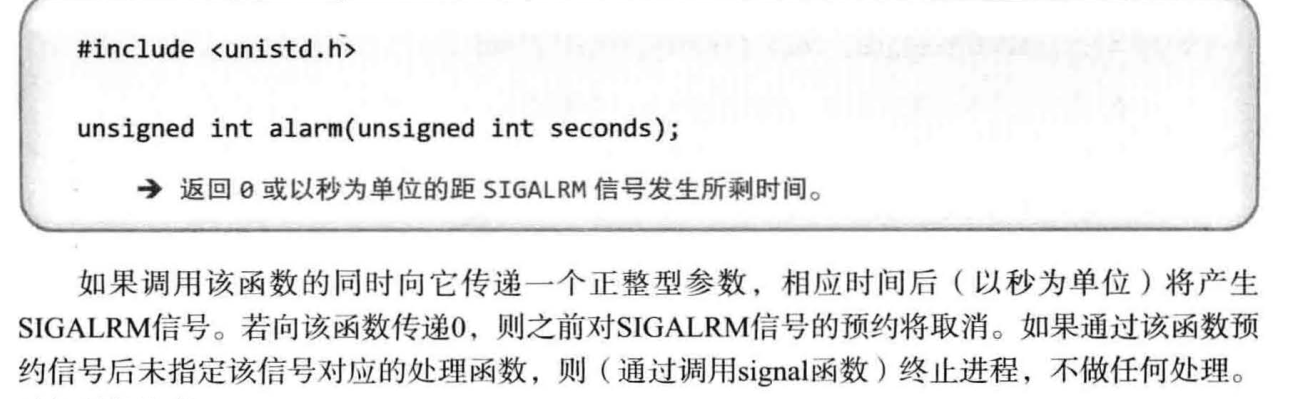 #include <unistd.h>
unsigned int alarm(unsigned int seconds);
➔ 返回 0 或以秒为单位的距 SIGALRM 信号发生所剩时间。
如果调用该函数的同时向它传递一个正整型参数，相应时间后（以秒为单位）将产生
SIGALRM信号。若向该函数传递0，则之前对SIGALRM信号的预约将取消。如果通过该函数预
约信号后未指定该信号对应的处理函数，则（通过调用signal函数）终止进程，不做任何处理。